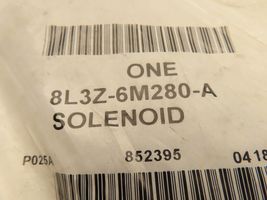 ONE
8L3Z-6M280-A
SOLENOID
P025A 852395 0418